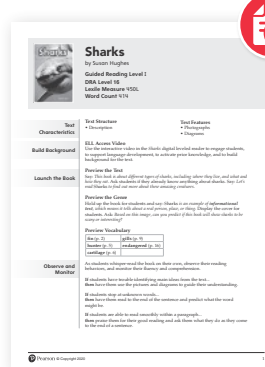 Sharks
Sharks
by Susan Hughes
Guided Reading Level I
DRA Level 16
Lexile Measure 450L
Word Count 414
Text Characteristics
Text Structure
• Description
Text Features
• Photographs
• Diagrams
Build Background
ELL Access Video
Use the interactive video in the Sharks digital leveled reader to engage students,
to support language development, to activate prior knowledge, and to build
background for the text.
Launch the Book
Preview the Text
Say: This book is about different types of sharks, including where they live, and what and
how they eat. Ask students if they already know anything about sharks. Say: Let's
read Sharks to find out more about these amazing creatures.
Preview the Genre
Hold up the book for students and say: Sharks is an example of informational
text, which means it tells about a real person, place, or thing. Display the cover for
students. Ask: Based on this image, can you predict if this book will show sharks to be
scary or interesting?
Preview Vocabulary
fin (p. 2) gills (p. 9)
hunter (p. 5) endangered (p. 16)
cartilage (p. 6)
Observe and Monitor
As students whisper-read the book on their own, observe their reading
behaviors, and monitor their fluency and comprehension.
If students have trouble identifying main ideas from the text...
then have them use the pictures and diagrams to guide their understanding.
If students stop at unknown words...
then have them read to the end of the sentence and predict what the word
might be.
If students are able to read smoothly within a paragraph...
then praise them for their good reading and ask them what they do as they come
to the end of a sentence.
Pearson © Copyright 2020
1